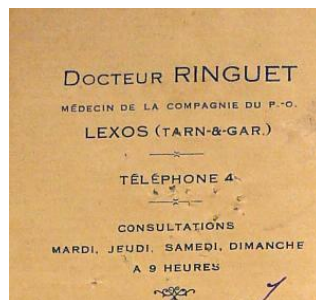 DOCTEUR RINGUET
MÉDECIN DE LA COMPAGNIE DU P.-O.
LEXOS (TARN-&-GAR.)
TÉLÉPHONE 4
CONSULTATIONS
MARDI, JEUDI, SAMEDI, DIMANCHE
A 9 HEURES